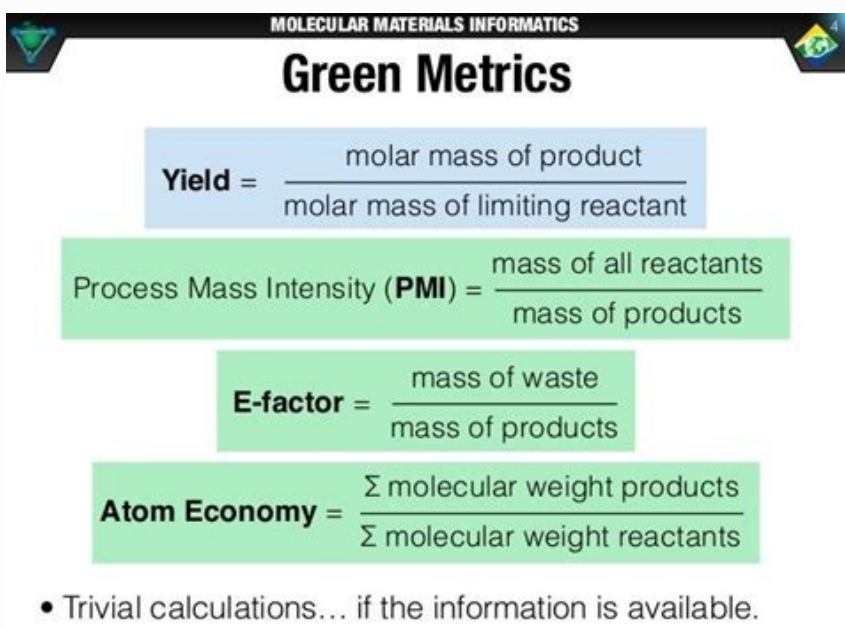 MOLECULAR MATERIALS INFORMATICS
4
Green Metrics
Yield = molar mass of product
molar mass of limiting reactant
Process Mass Intensity (PMI) = mass of all reactants
mass of products
E-factor = mass of waste
mass of products
Atom Economy = Σ molecular weight products
Σ molecular weight reactants
• Trivial calculations... if the information is available.